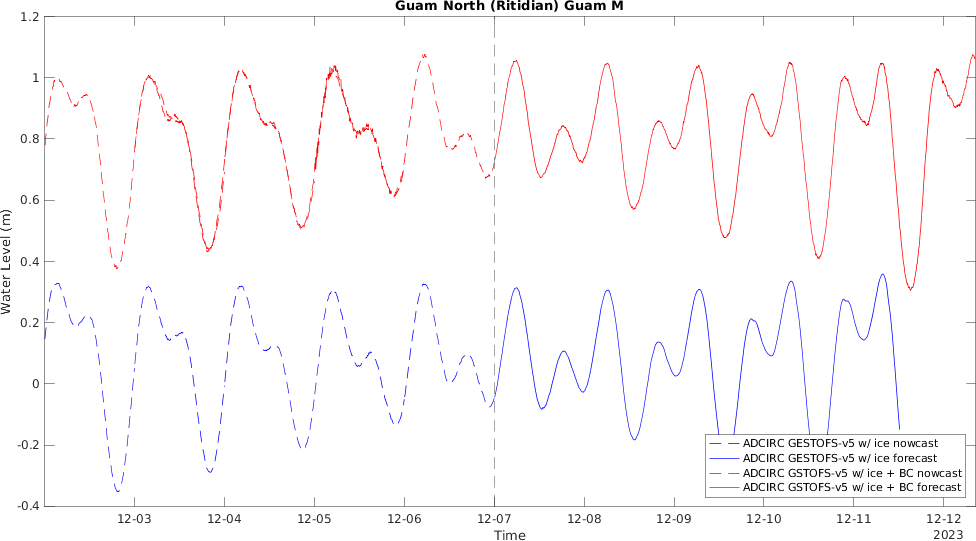 Guam North (Ritidian) Guam M
1.2
1
0.8
0.6
0.4
0.2
0
-0.2
-0.4
Water Level (m)
ADCIRC GESTOFS-v5 w/ ice nowcast
ADCIRC GESTOFS-v5 w/ ice forecast
ADCIRC GSTOFS-v5 w/ ice + BC nowcast
ADCIRC GSTOFS-v5 w/ ice + BC forecast
12-03 12-04 12-05 12-06 12-07 12-08 12-09 12-10 12-11 12-12
Time 2023